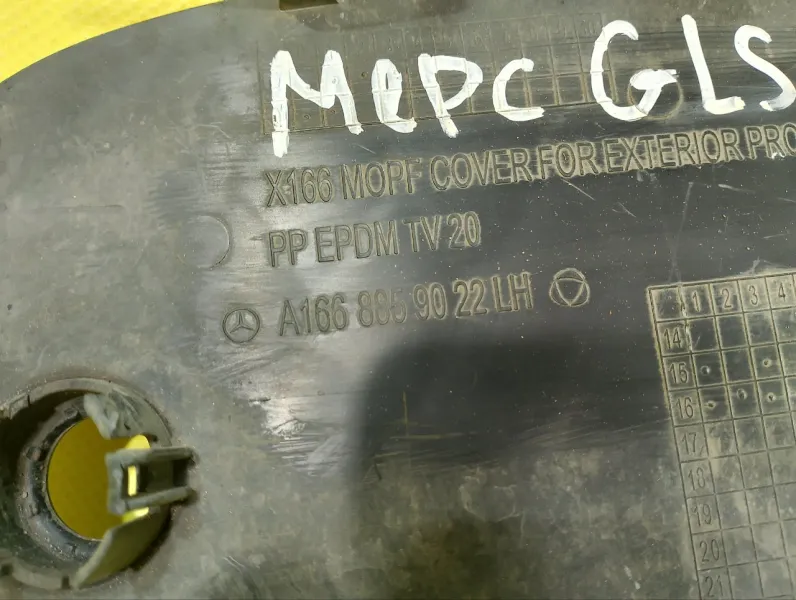 Мерс GLS
X166 MOPF COVER FOR EXTERIOR PRO
PP EPDM TV 20
A166 885 90 22 LH
1 2 3 4
14
15
16
17
18
19
20
21